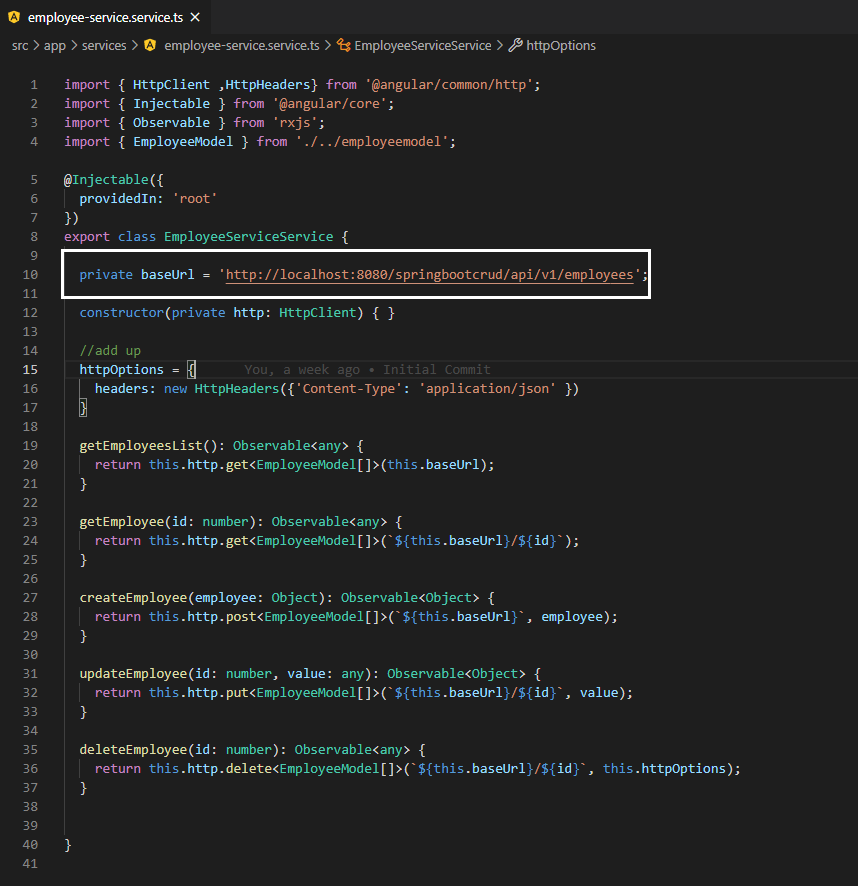 employee-service.service.ts ×
src > app > services > employee-service.service.ts > EmployeeServiceService > httpOptions
1 import { HttpClient ,HttpHeaders} from '@angular/common/http';
2 import { Injectable } from '@angular/core';
3 import { Observable } from 'rxjs';
4 import { EmployeeModel } from './../employeemodel';
5 @Injectable({
6   providedIn: 'root'
7 })
8 export class EmployeeServiceService {
9
10   private baseUrl = 'http://localhost:8080/springbootcrud/api/v1/employees';
11
12   constructor(private http: HttpClient) { }
13
14   //add up
15   httpOptions = {      You, a week ago • Initial Commit
16     headers: new HttpHeaders({'Content-Type': 'application/json' })
17   }
18
19   getEmployeesList(): Observable<any> {
20     return this.http.get<EmployeeModel[]>(this.baseUrl);
21   }
22
23   getEmployee(id: number): Observable<any> {
24     return this.http.get<EmployeeModel[]>(`${this.baseUrl}/${id}`);
25   }
26
27   createEmployee(employee: Object): Observable<Object> {
28     return this.http.post<EmployeeModel[]>(`${this.baseUrl}`, employee);
29   }
30
31   updateEmployee(id: number, value: any): Observable<Object> {
32     return this.http.put<EmployeeModel[]>(`${this.baseUrl}/${id}`, value);
33   }
34
35   deleteEmployee(id: number): Observable<any> {
36     return this.http.delete<EmployeeModel[]>(`${this.baseUrl}/${id}`, this.httpOptions);
37   }
38
39
40 }
41